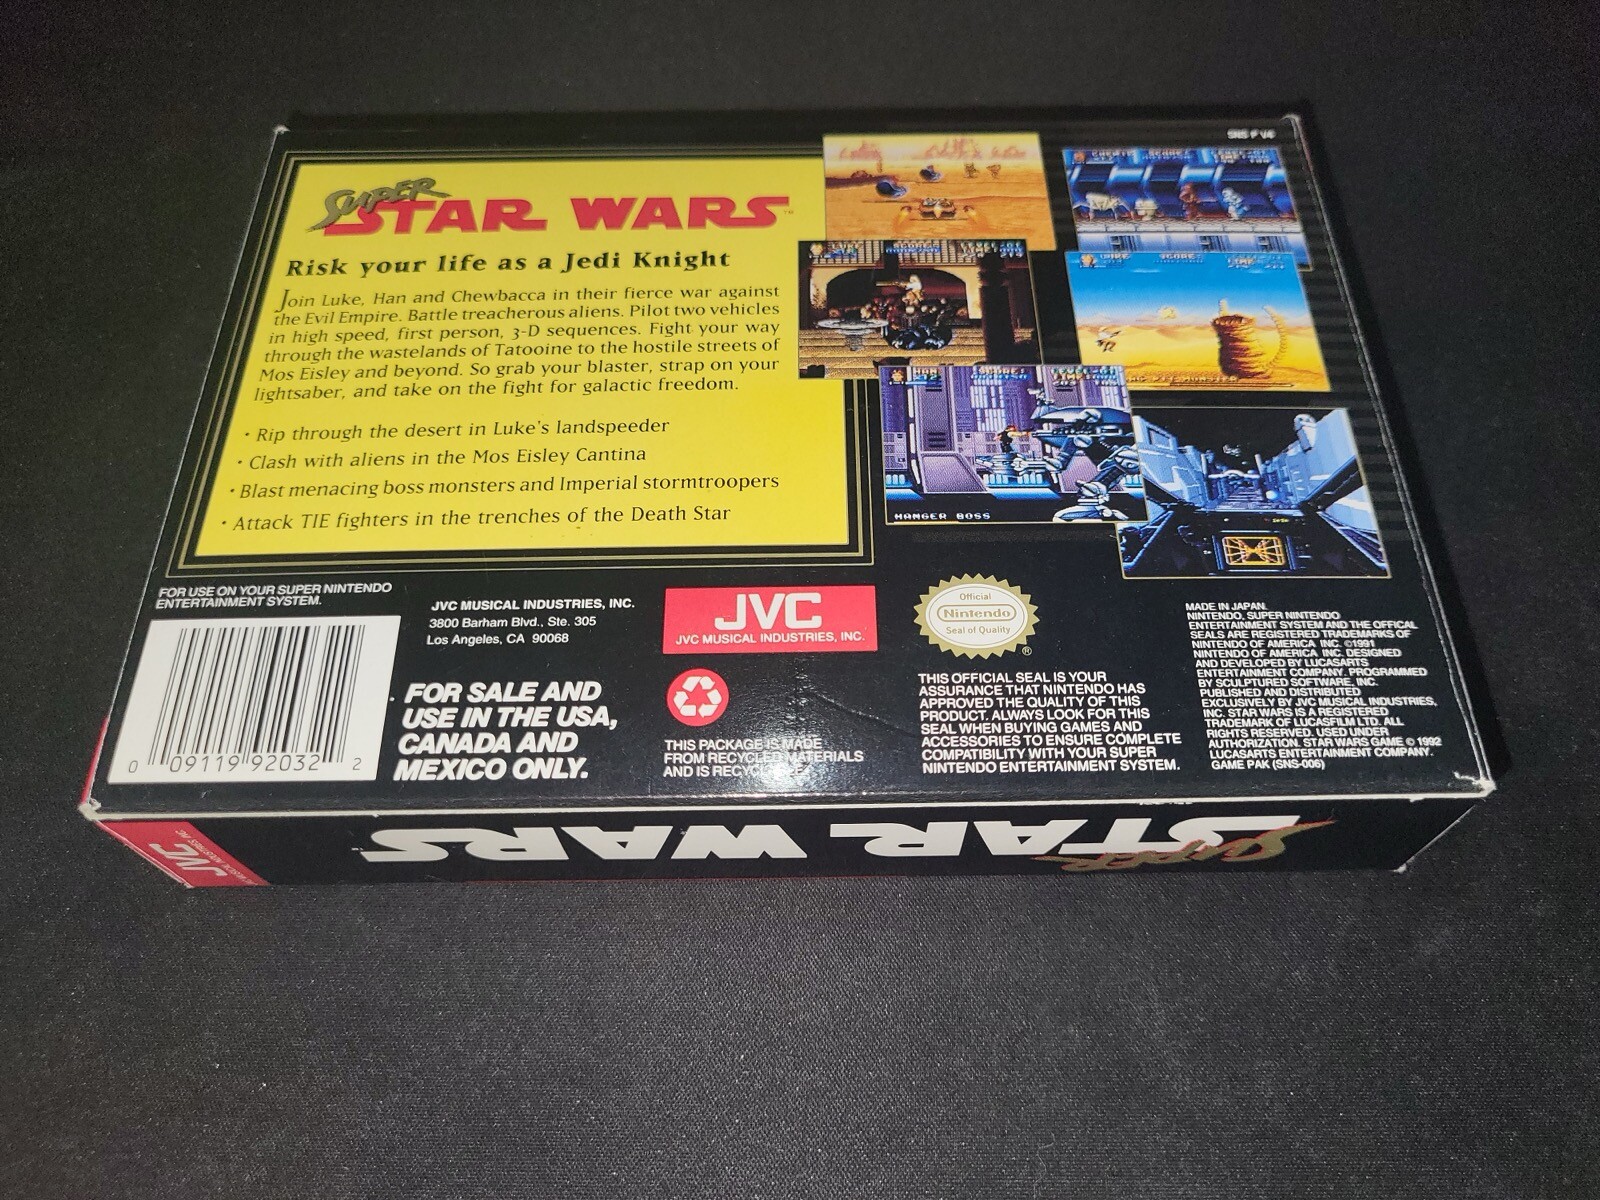 SNS P V4
SUPER
STAR WARS™
Risk your life as a Jedi Knight
Join Luke, Han and Chewbacca in their fierce war against
the Evil Empire. Battle treacherous aliens. Pilot two vehicles
in high speed, first person, 3-D sequences. Fight your way
through the wastelands of Tatooine to the hostile streets of
Mos Eisley and beyond. So grab your blaster, strap on your
lightsaber, and take on the fight for galactic freedom.
• Rip through the desert in Luke's landspeeder
• Clash with aliens in the Mos Eisley Cantina
• Blast menacing boss monsters and Imperial stormtroopers
• Attack TIE fighters in the trenches of the Death Star
HANGER BOSS
FOR USE ON YOUR SUPER NINTENDO
ENTERTAINMENT SYSTEM.
0 09119 92032 2
JVC MUSICAL INDUSTRIES, INC.
3800 Barham Blvd., Ste. 305
Los Angeles, CA 90068
FOR SALE AND
USE IN THE USA,
CANADA AND
MEXICO ONLY.
JVC
JVC MUSICAL INDUSTRIES, INC.
THIS PACKAGE IS MADE
FROM RECYCLED MATERIALS
AND IS
Official
Nintendo
Seal of Quality
®
THIS OFFICIAL SEAL IS YOUR
ASSURANCE THAT NINTENDO HAS
APPROVED THE QUALITY OF THIS
PRODUCT. ALWAYS LOOK FOR THIS
SEAL WHEN BUYING GAMES AND
ACCESSORIES TO ENSURE COMPLETE
COMPATIBILITY WITH YOUR SUPER
NINTENDO ENTERTAINMENT SYSTEM.
MADE IN JAPAN.
NINTENDO, SUPER NINTENDO
ENTERTAINMENT SYSTEM AND THE OFFICIAL
SEALS ARE REGISTERED TRADEMARKS OF
NINTENDO OF AMERICA INC. ©1991
NINTENDO OF AMERICA INC. DESIGNED
AND DEVELOPED BY LUCASARTS
ENTERTAINMENT COMPANY. PROGRAMMED
BY SCULPTURED SOFTWARE, INC.
PUBLISHED AND DISTRIBUTED
EXCLUSIVELY BY JVC MUSICAL INDUSTRIES,
INC. STAR WARS IS A REGISTERED
TRADEMARK OF LUCASFILM LTD. ALL
RIGHTS RESERVED. USED UNDER
AUTHORIZATION. STAR WARS GAME © 1992
LUCASARTS ENTERTAINMENT COMPANY.
GAME PAK (SNS-006)
SUPER
STAR WARS
JVC
JVC MUSICAL INDUSTRIES, INC.